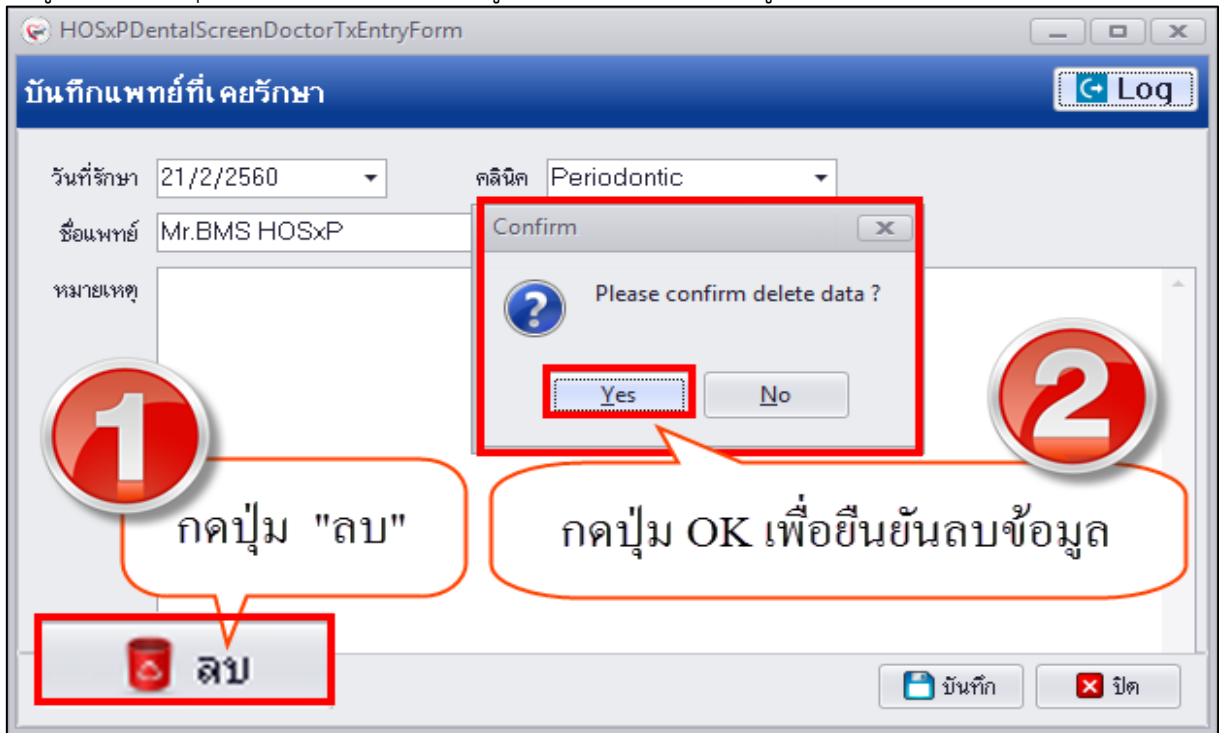 HOSxPDentalScreenDoctorTxEntryForm
บันทึกแพทย์ที่เคยรักษา
Log
วันที่รักษา 21/2/2560 คลินิค Periodontic
ชื่อแพทย์ Mr.BMS HOSxP
Confirm
หมายเหตุ
Please confirm delete data ?
Yes No
1
2
กดปุ่ม "ลบ"
กดปุ่ม OK เพื่อยืนยันลบข้อมูล
ลบ
บันทึก ปิด